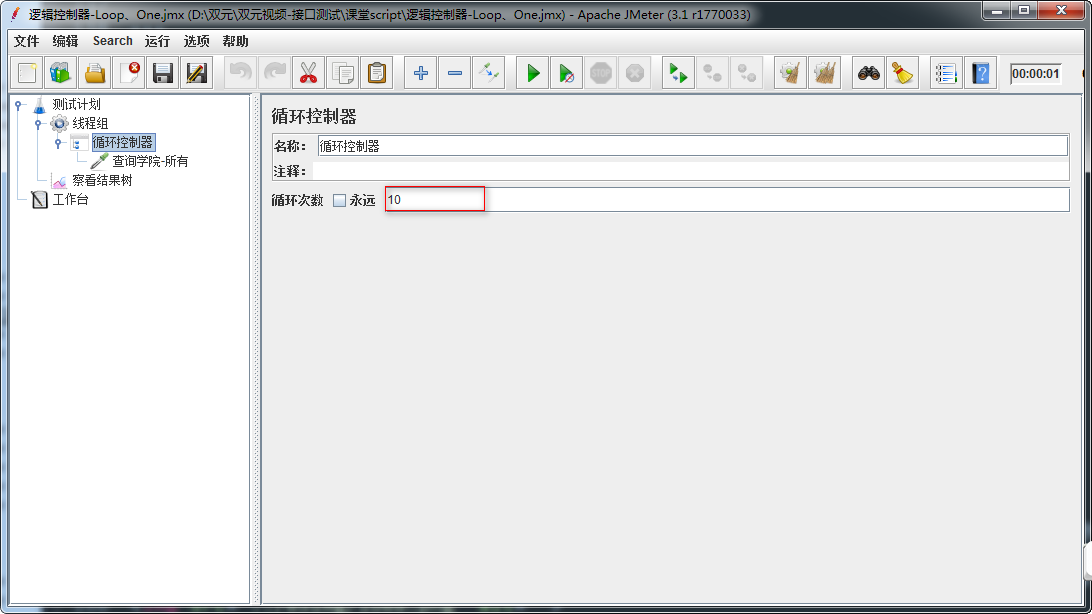 逻辑控制器-Loop、One.jmx (D:\双元\双元视频-接口测试\课堂script\逻辑控制器-Loop、One.jmx) - Apache JMeter (3.1 r1770033)
文件 编辑 Search 运行 选项 帮助
STOP
00:00:01
测试计划
线程组
循环控制器
查询学院-所有
察看结果树
工作台
循环控制器
名称： 循环控制器
注释：
循环次数 永远 10